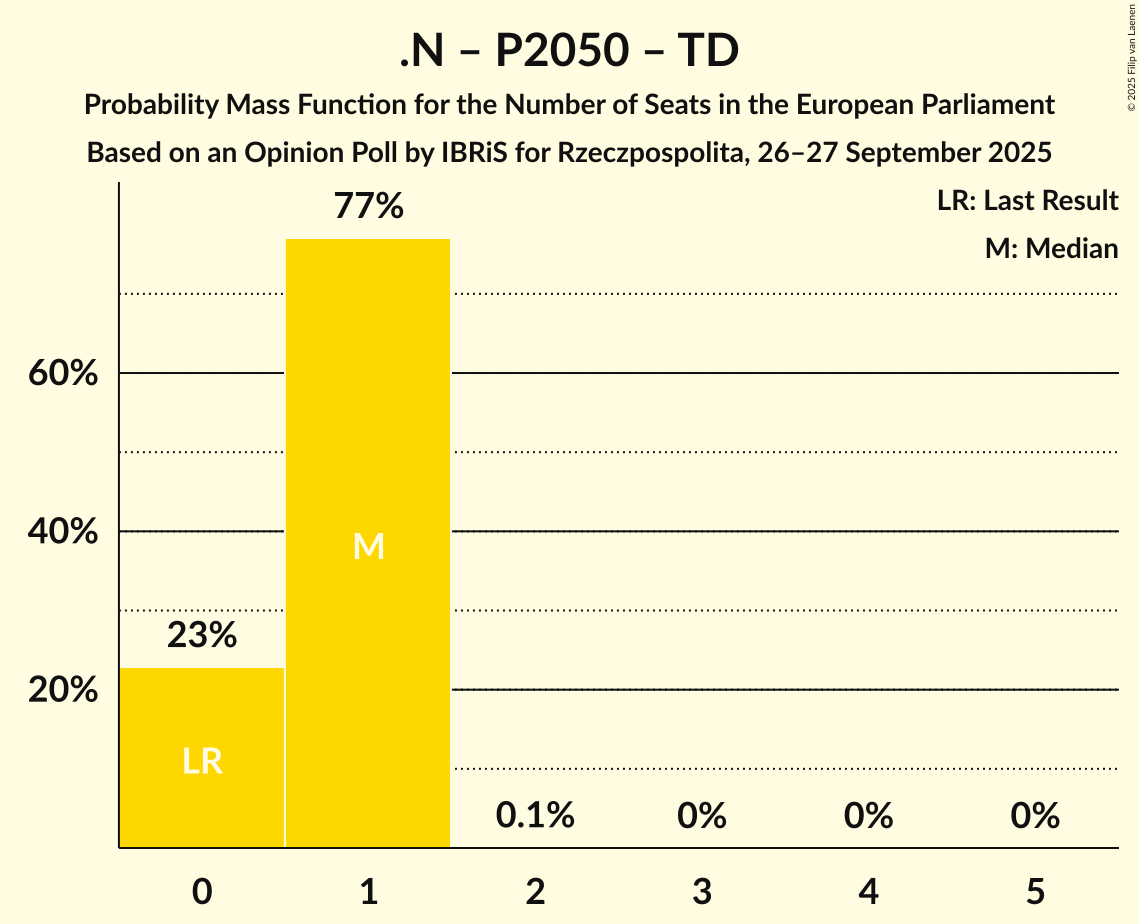 .N – P2050 – TD
Probability Mass Function for the Number of Seats in the European Parliament
Based on an Opinion Poll by IBRiS for Rzeczpospolita, 26–27 September 2025
© 2025 Filip van Laenen
LR: Last Result
M: Median
77%
60%
40%
M
23%
20%
LR
0.1%
0%
0%
0%
0
1
2
3
4
5